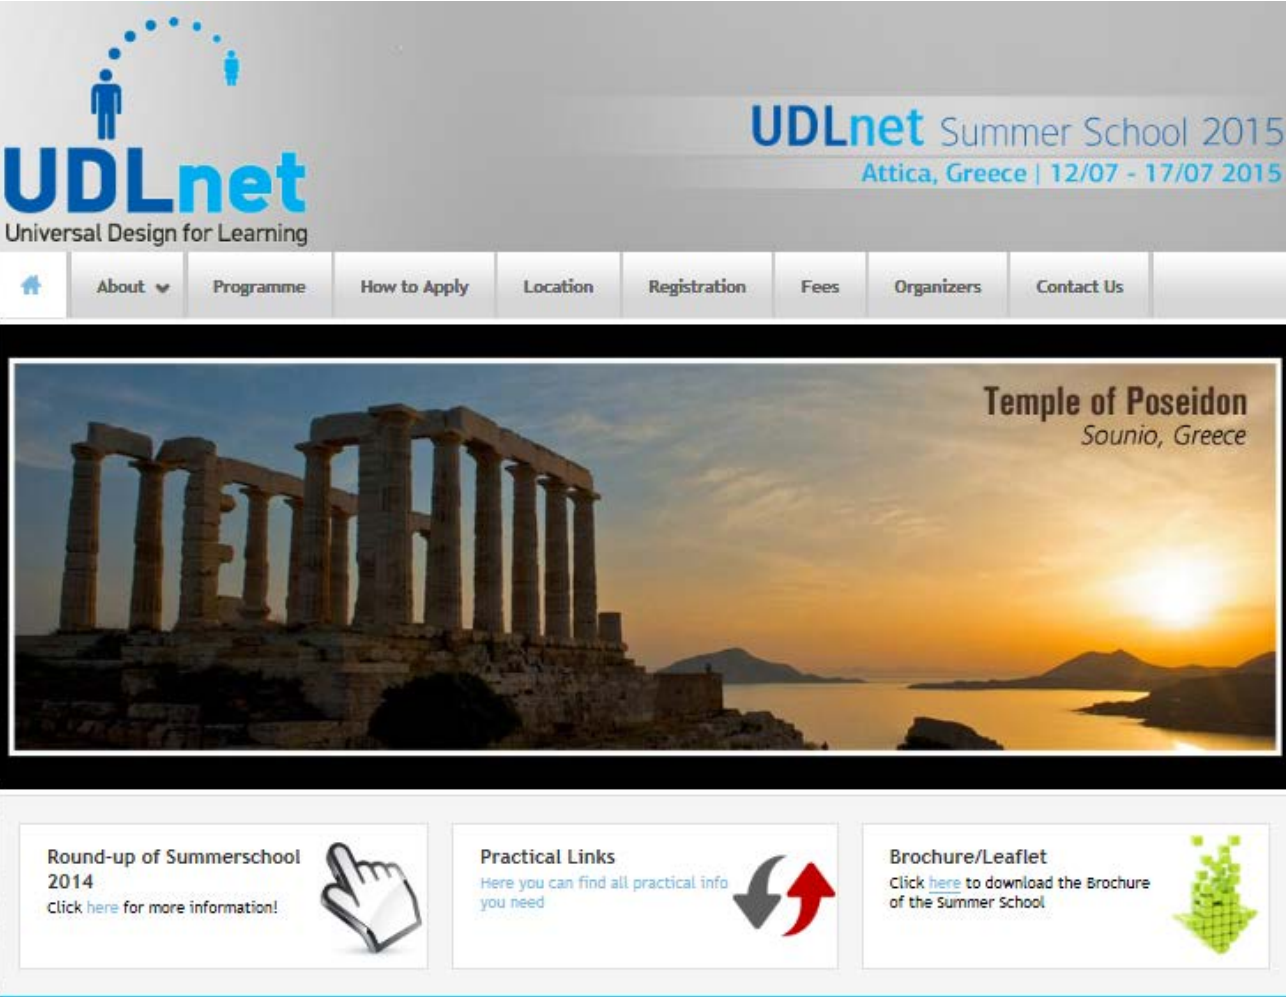 UDLnet
Universal Design for Learning
UDLnet Summer School 2015
Attica, Greece | 12/07 - 17/07 2015
About
Programme
How to Apply
Location
Registration
Fees
Organizers
Contact Us
Temple of Poseidon
Sounio, Greece
Round-up of Summerschool
2014
Click here for more information!
Practical Links
Here you can find all practical info
you need
Brochure/Leaflet
Click here to download the Brochure
of the Summer School